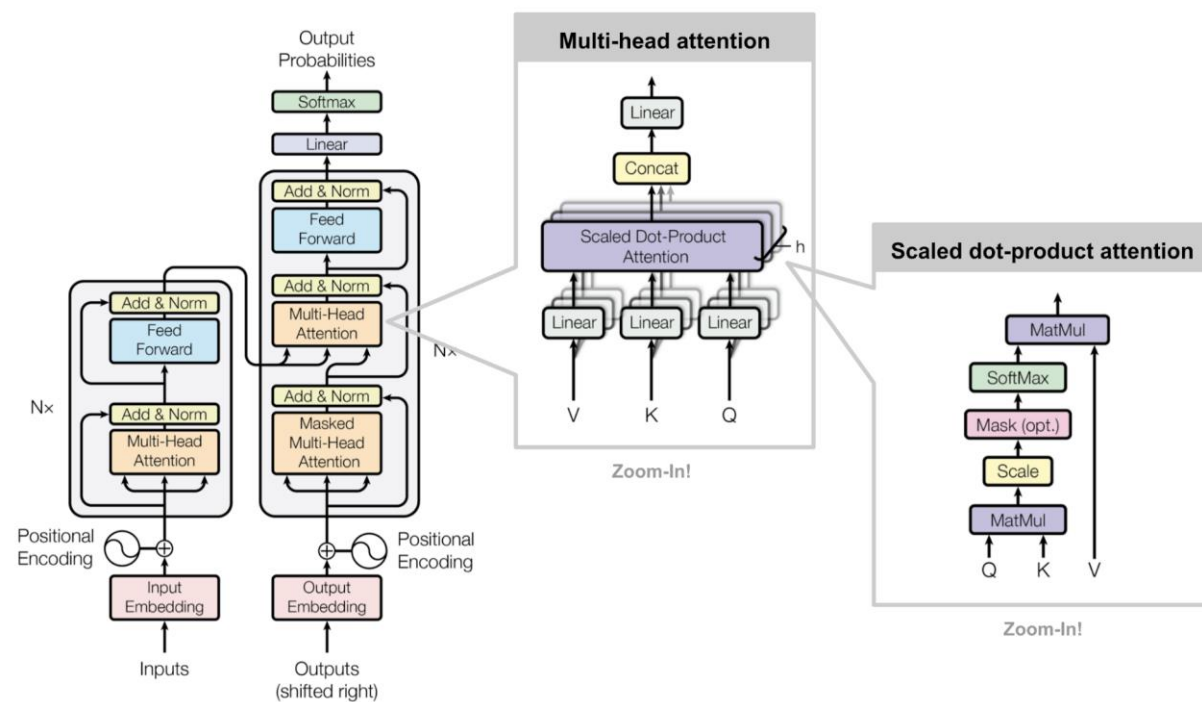 Output
Probabilities
Softmax
Linear
Add & Norm
Feed
Forward
Add & Norm
Multi-Head
Attention
Add & Norm
Masked
Multi-Head
Attention
N×
Add & Norm
Feed
Forward
Add & Norm
Multi-Head
Attention
N×
Positional
Encoding
Positional
Encoding
Input
Embedding
Output
Embedding
Inputs
Outputs
(shifted right)
Multi-head attention
Linear
Concat
Scaled Dot-Product
Attention
h
Linear
Linear
Linear
V
K
Q
Zoom-In!
Scaled dot-product attention
MatMul
SoftMax
Mask (opt.)
Scale
MatMul
Q
K
V
Zoom-In!